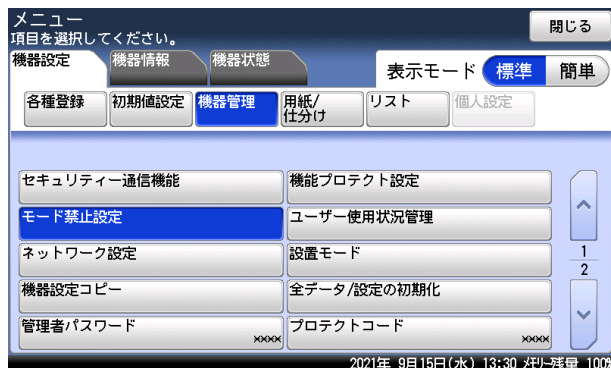 メニュー
閉じる
項目を選択してください。
機器設定
機器情報
機器状態
表示モード
標準
簡単
各種登録
初期値設定
機器管理
用紙/
仕分け
リスト
個人設定
セキュリティー通信機能
機能プロテクト設定
モード禁止設定
ユーザー使用状況管理
ネットワーク設定
設置モード
1
2
機器設定コピー
全データ/設定の初期化
管理者パスワード
××××
プロテクトコード
××××
2021年 9月15日(水) 13:30 メモリー残量 100%